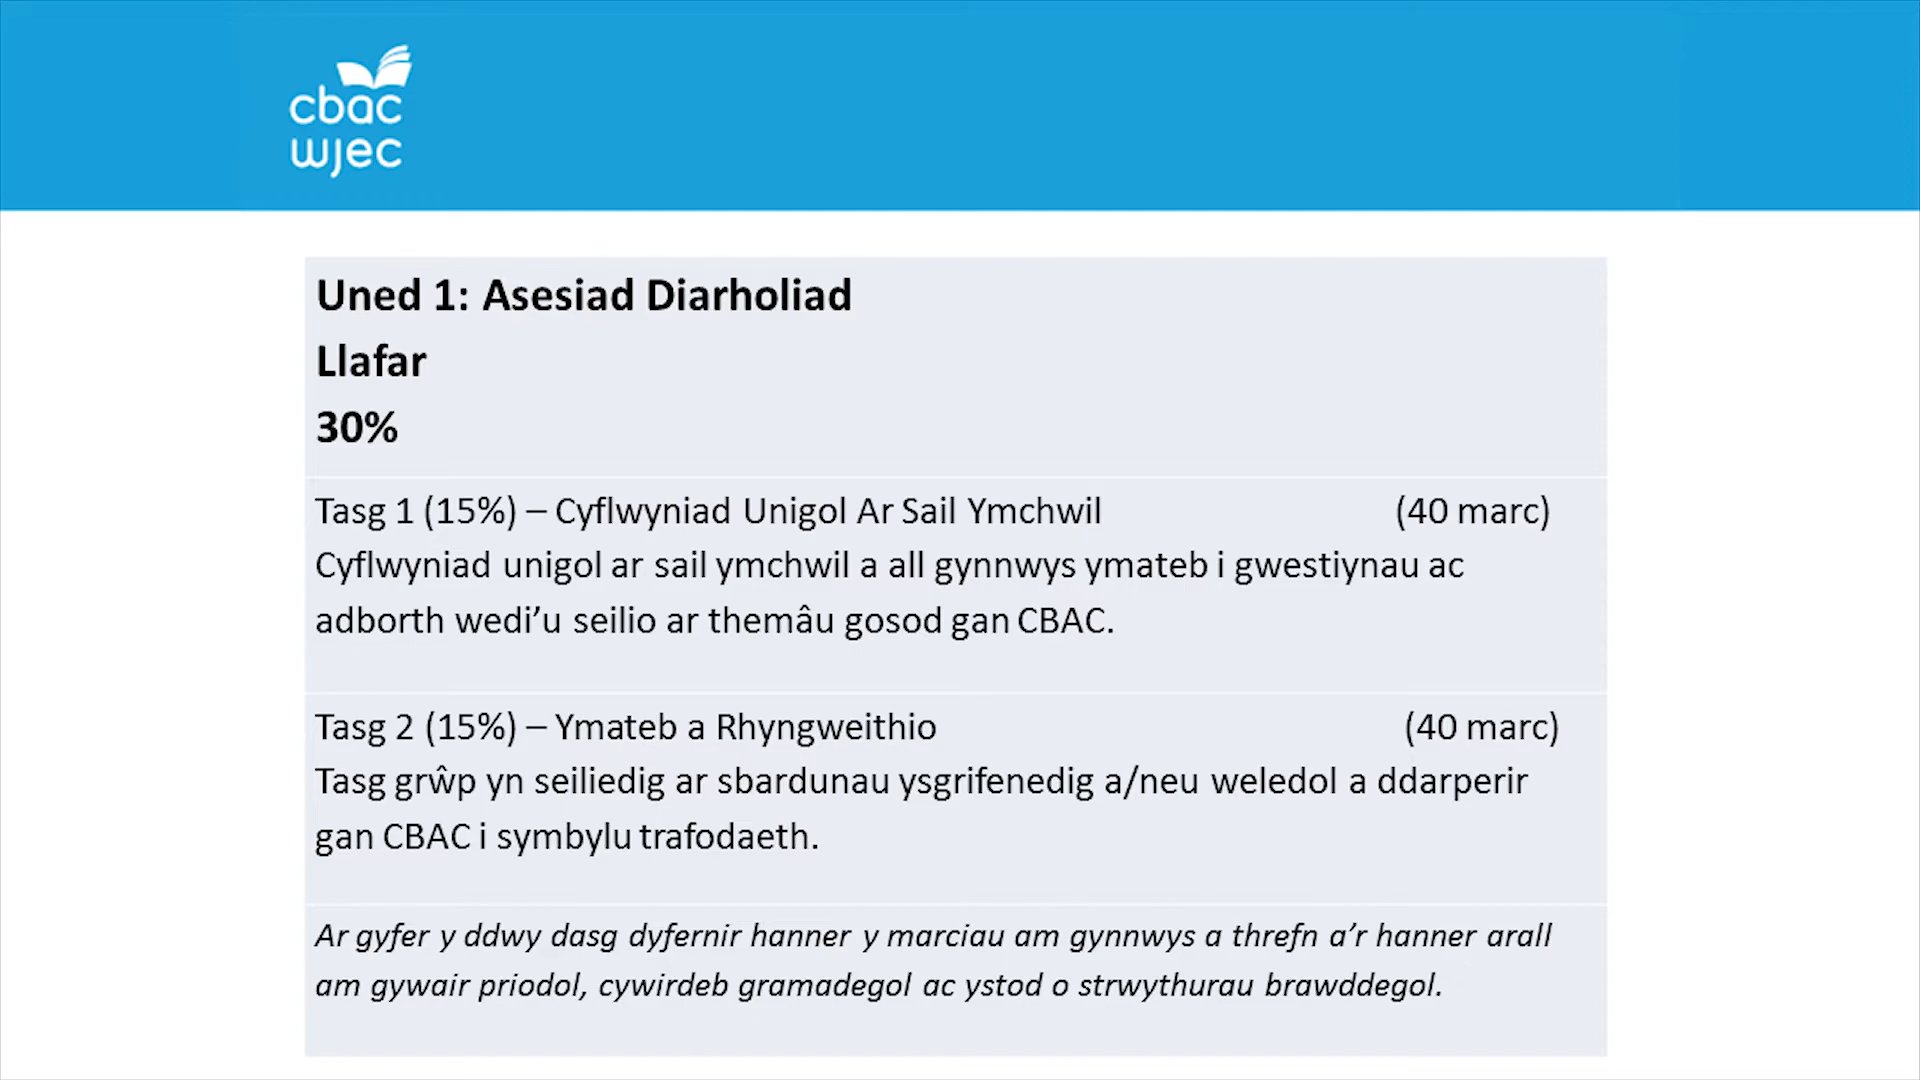 cbac
wjec
Uned 1: Asesiad Diarholiad
Llafar
30%
Tasg 1 (15%) – Cyflwyniad Unigol Ar Sail Ymchwil (40 marc)
Cyflwyniad unigol ar sail ymchwil a all gynnwys ymateb i gwestiynau ac
adborth wedi’u seilio ar themâu gosod gan CBAC.
Tasg 2 (15%) – Ymateb a Rhyngweithio (40 marc)
Tasg grŵp yn seiliedig ar sbardunau ysgrifenedig a/neu weledol a ddarperir
gan CBAC i symbylu trafodaeth.
Ar gyfer y ddwy dasg dyfernir hanner y marciau am gynnwys a threfn a’r hanner arall
am gywair priodol, cywirdeb gramadegol ac ystod o strwythurau brawddegol.